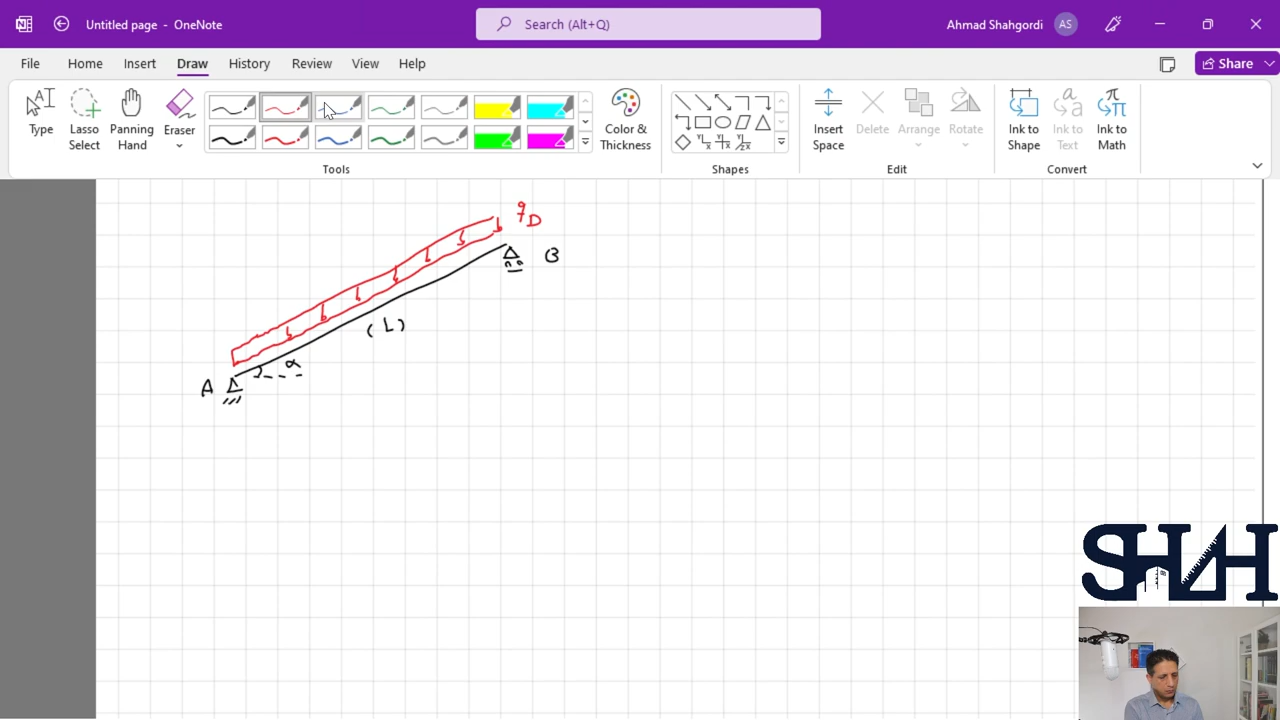 Untitled page - OneNote
Search (Alt+Q)
Ahmad Shahgordi
AS
File
Home
Insert
Draw
History
Review
View
Help
Share
Type
Lasso Select
Panning Hand
Eraser
Color & Thickness
Insert Space
Delete
Arrange
Rotate
Ink to Shape
Ink to Text
Ink to Math
Tools
Shapes
Edit
Convert
qD
B
(L)
α
A
SHAH